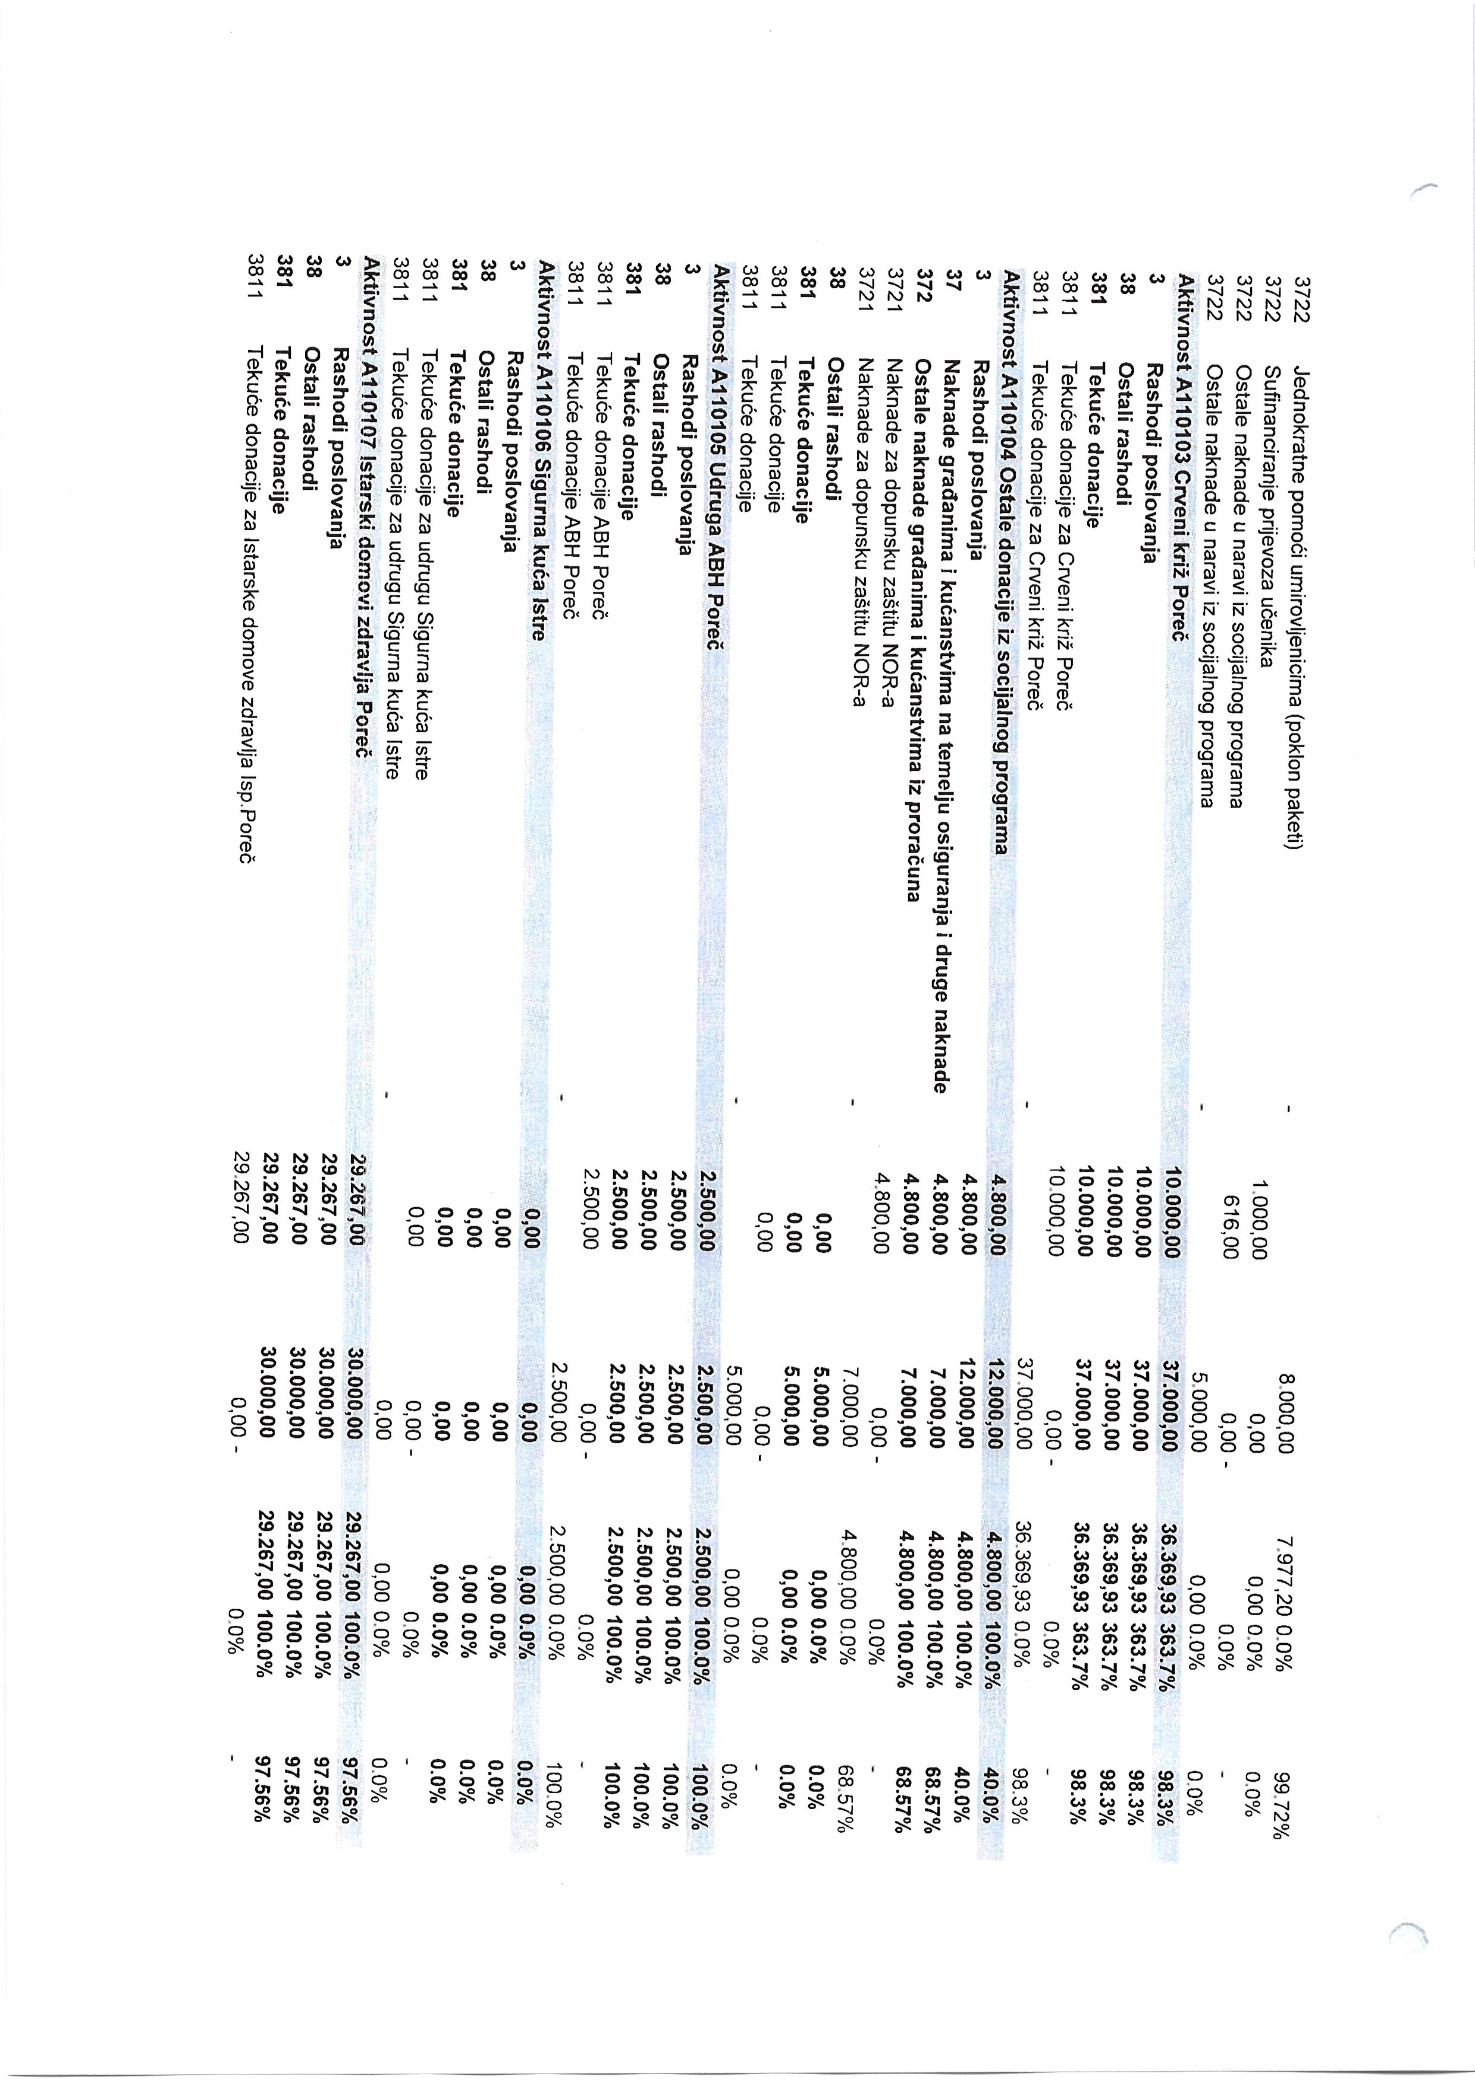 3722 Jednokratne pomoći umirovljenicima (poklon paketi) - 8.000,00 7.977,20 0.0% 99.72%
3722 Sufinanciranje prijevoza učenika 1.000,00 0,00 0,00 0.0% 0.0%
3722 Ostale naknade u naravi iz socijalnog programa 616,00 0,00 - 0.0% -
3722 Ostale naknade u naravi iz socijalnog programa - 5.000,00 0,00 0.0% 0.0%
Aktivnost A110103 Crveni križ Poreč 10.000,00 37.000,00 36.369,93 363.7% 98.3%
3 Rashodi poslovanja 10.000,00 37.000,00 36.369,93 363.7% 98.3%
38 Ostali rashodi 10.000,00 37.000,00 36.369,93 363.7% 98.3%
381 Tekuće donacije 10.000,00 37.000,00 36.369,93 363.7% 98.3%
3811 Tekuće donacije za Crveni križ Poreč 10.000,00 0,00 - 0.0% -
3811 Tekuće donacije za Crveni križ Poreč - 37.000,00 36.369,93 0.0% 98.3%
Aktivnost A110104 Ostale donacije iz socijalnog programa 4.800,00 12.000,00 4.800,00 100.0% 40.0%
3 Rashodi poslovanja 4.800,00 12.000,00 4.800,00 100.0% 40.0%
37 Naknade građanima i kućanstvima na temelju osiguranja i druge naknade 4.800,00 7.000,00 4.800,00 100.0% 68.57%
372 Ostale naknade građanima i kućanstvima iz proračuna 4.800,00 7.000,00 4.800,00 100.0% 68.57%
3721 Naknade za dopunsku zaštitu NOR-a 4.800,00 0,00 - 0.0% -
3721 Naknade za dopunsku zaštitu NOR-a - 7.000,00 4.800,00 0.0% 68.57%
38 Ostali rashodi 0,00 5.000,00 0,00 0.0% 0.0%
381 Tekuće donacije 0,00 5.000,00 0,00 0.0% 0.0%
3811 Tekuće donacije 0,00 0,00 - 0.0% -
3811 Tekuće donacije - 5.000,00 0,00 0.0% 0.0%
Aktivnost A110105 Udruga ABH Poreč 2.500,00 2.500,00 2.500,00 100.0% 100.0%
3 Rashodi poslovanja 2.500,00 2.500,00 2.500,00 100.0% 100.0%
38 Ostali rashodi 2.500,00 2.500,00 2.500,00 100.0% 100.0%
381 Tekuće donacije 2.500,00 2.500,00 2.500,00 100.0% 100.0%
3811 Tekuće donacije ABH Poreč 2.500,00 0,00 - 0.0% -
3811 Tekuće donacije ABH Poreč - 2.500,00 2.500,00 0.0% 100.0%
Aktivnost A110106 Sigurna kuća Istre 0,00 0,00 0,00 0.0% 0.0%
3 Rashodi poslovanja 0,00 0,00 0,00 0.0% 0.0%
38 Ostali rashodi 0,00 0,00 0,00 0.0% 0.0%
381 Tekuće donacije 0,00 0,00 0,00 0.0% 0.0%
3811 Tekuće donacije za udrugu Sigurna kuća Istre 0,00 0,00 - 0.0% -
3811 Tekuće donacije za udrugu Sigurna kuća Istre - 0,00 0,00 0.0% 0.0%
Aktivnost A110107 Istarski domovi zdravlja Poreč 29.267,00 30.000,00 29.267,00 100.0% 97.56%
3 Rashodi poslovanja 29.267,00 30.000,00 29.267,00 100.0% 97.56%
38 Ostali rashodi 29.267,00 30.000,00 29.267,00 100.0% 97.56%
381 Tekuće donacije 29.267,00 30.000,00 29.267,00 100.0% 97.56%
3811 Tekuće donacije za Istarske domove zdravlja Isp.Poreč 29.267,00 0,00 - 0.0% -